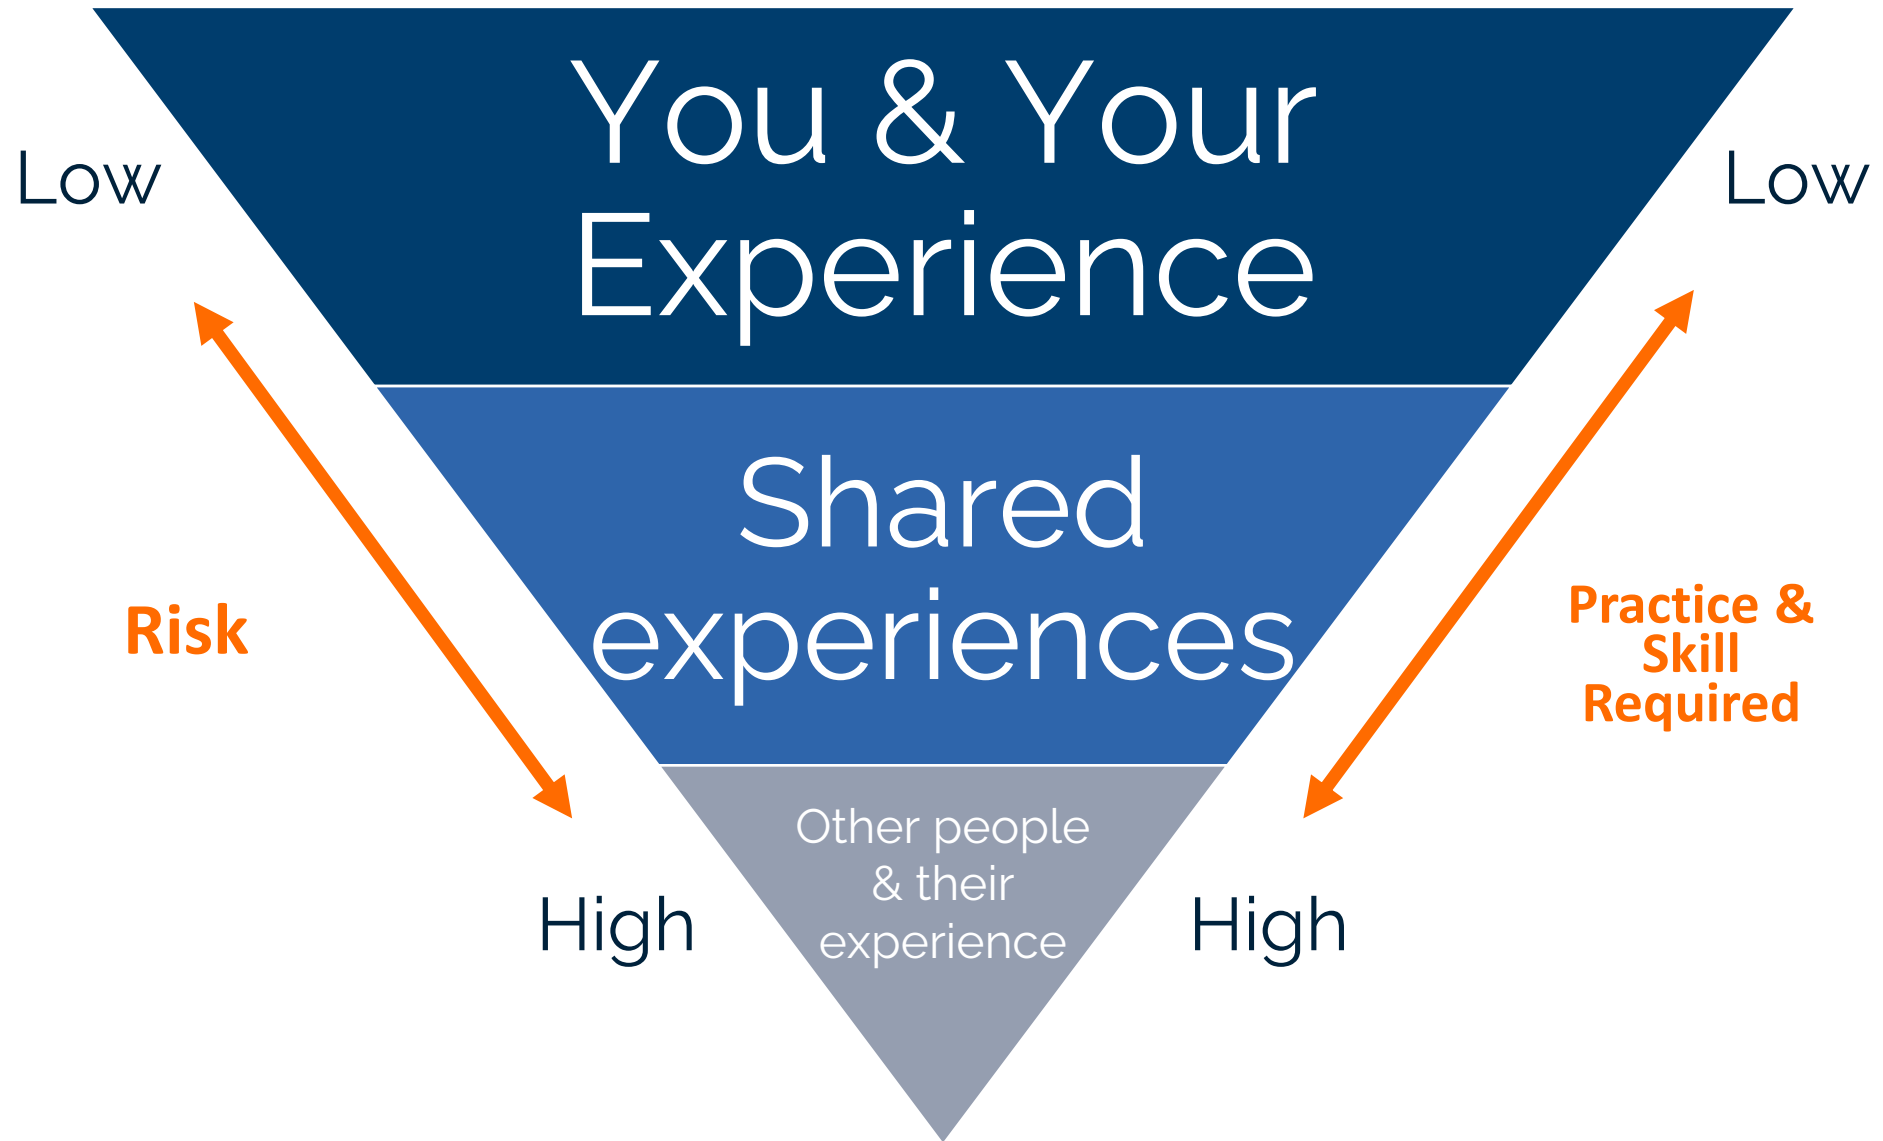 You & Your
Experience
Low
Low
Shared
experiences
Risk
Practice &
Skill
Required
Other people
& their
experience
High
High